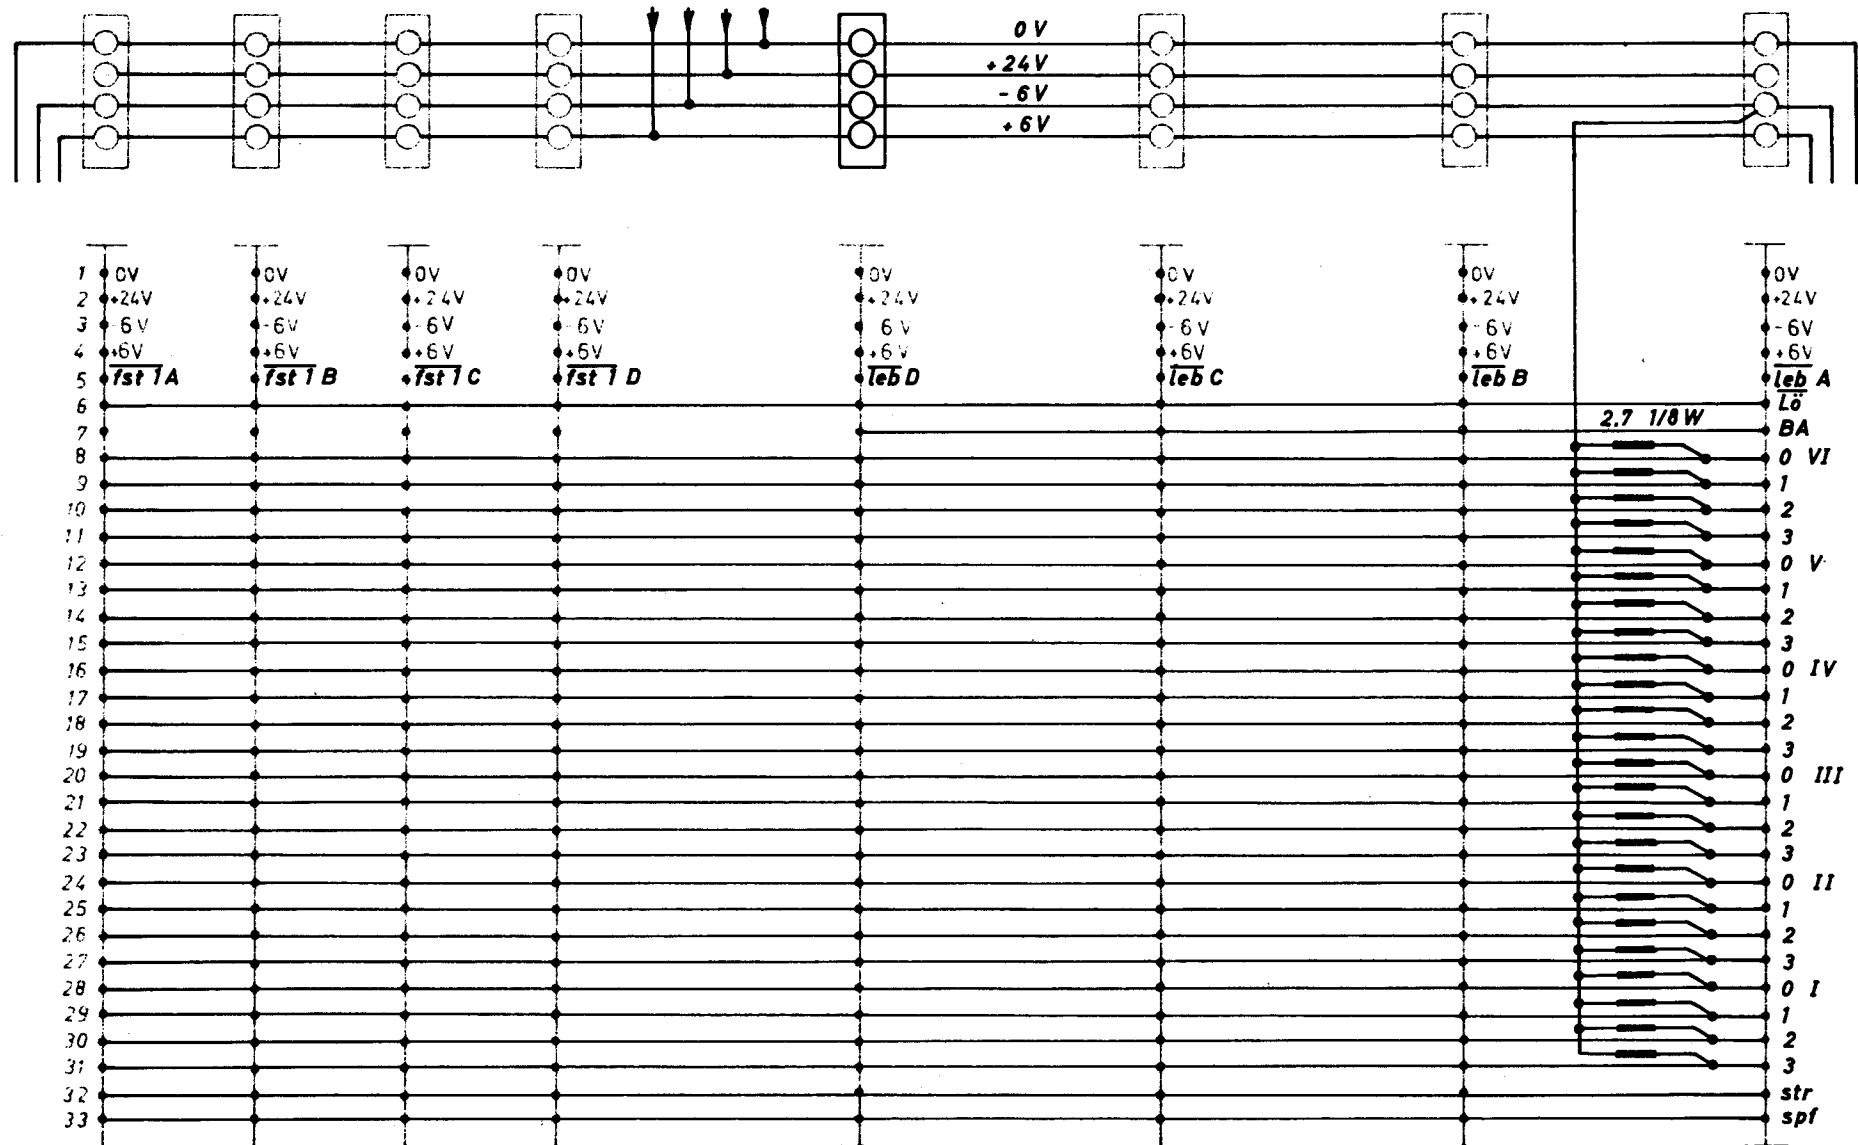 0 V
+24V
- 6V
+6V
1 0V 0V 0V 0V 0V 0V 0V 0V
2 +24V +24V +24V +24V +24V +24V +24V +24V
3 -6V -6V -6V -6V 6V -6V -6V -6V
4 +6V +6V +6V +6V +6V +6V +6V +6V
5 fst 1 A fst 1 B fst 1 C fst 1 D leb D leb C leb B leb A
6 Lö
2,7 1/8W
7 BA
8 0 VI
9 1
10 2
11 3
12 0 V
13 1
14 2
15 3
16 0 IV
17 1
18 2
19 3
20 0 III
21 1
22 2
23 3
24 0 II
25 1
26 2
27 3
28 0 I
29 1
30 2
31 3
32 str
33 spf